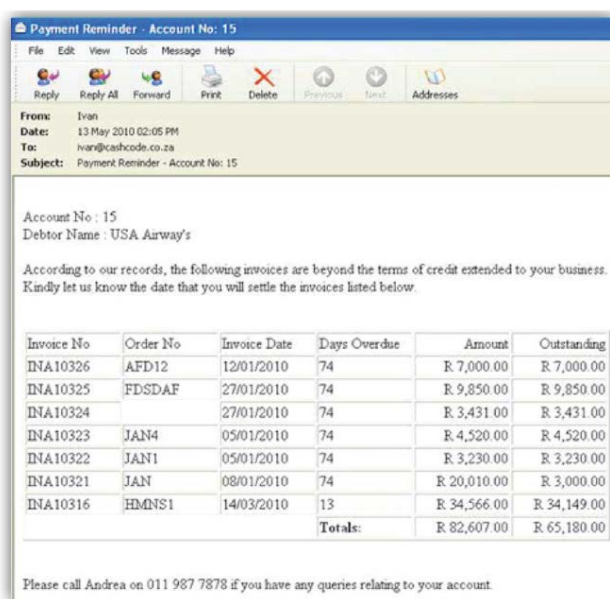 Payment Reminder - Account No: 15
File Edit View Tools Message Help
Reply Reply All Forward Print Delete Previous Next Addresses
From: Ivan
Date: 13 May 2010 02:05 PM
To: ivan@cashcode.co.za
Subject: Payment Reminder - Account No: 15
Account No : 15
Debtor Name : USA Airway's
According to our records, the following invoices are beyond the terms of credit extended to your business.
Kindly let us know the date that you will settle the invoices listed below.
Invoice No Order No Invoice Date Days Overdue Amount Outstanding
INA10326 AFD12 12/01/2010 74 R 7,000.00 R 7,000.00
INA10325 FDSDAF 27/01/2010 74 R 9,850.00 R 9,850.00
INA10324 27/01/2010 74 R 3,431.00 R 3,431.00
INA10323 JAN4 05/01/2010 74 R 4,520.00 R 4,520.00
INA10322 JAN1 05/01/2010 74 R 3,230.00 R 3,230.00
INA10321 JAN 08/01/2010 74 R 20,010.00 R 3,000.00
INA10316 HMNS1 14/03/2010 13 R 34,566.00 R 34,149.00
Totals: R 82,607.00 R 65,180.00
Please call Andrea on 011 987 7878 if you have any queries relating to your account.